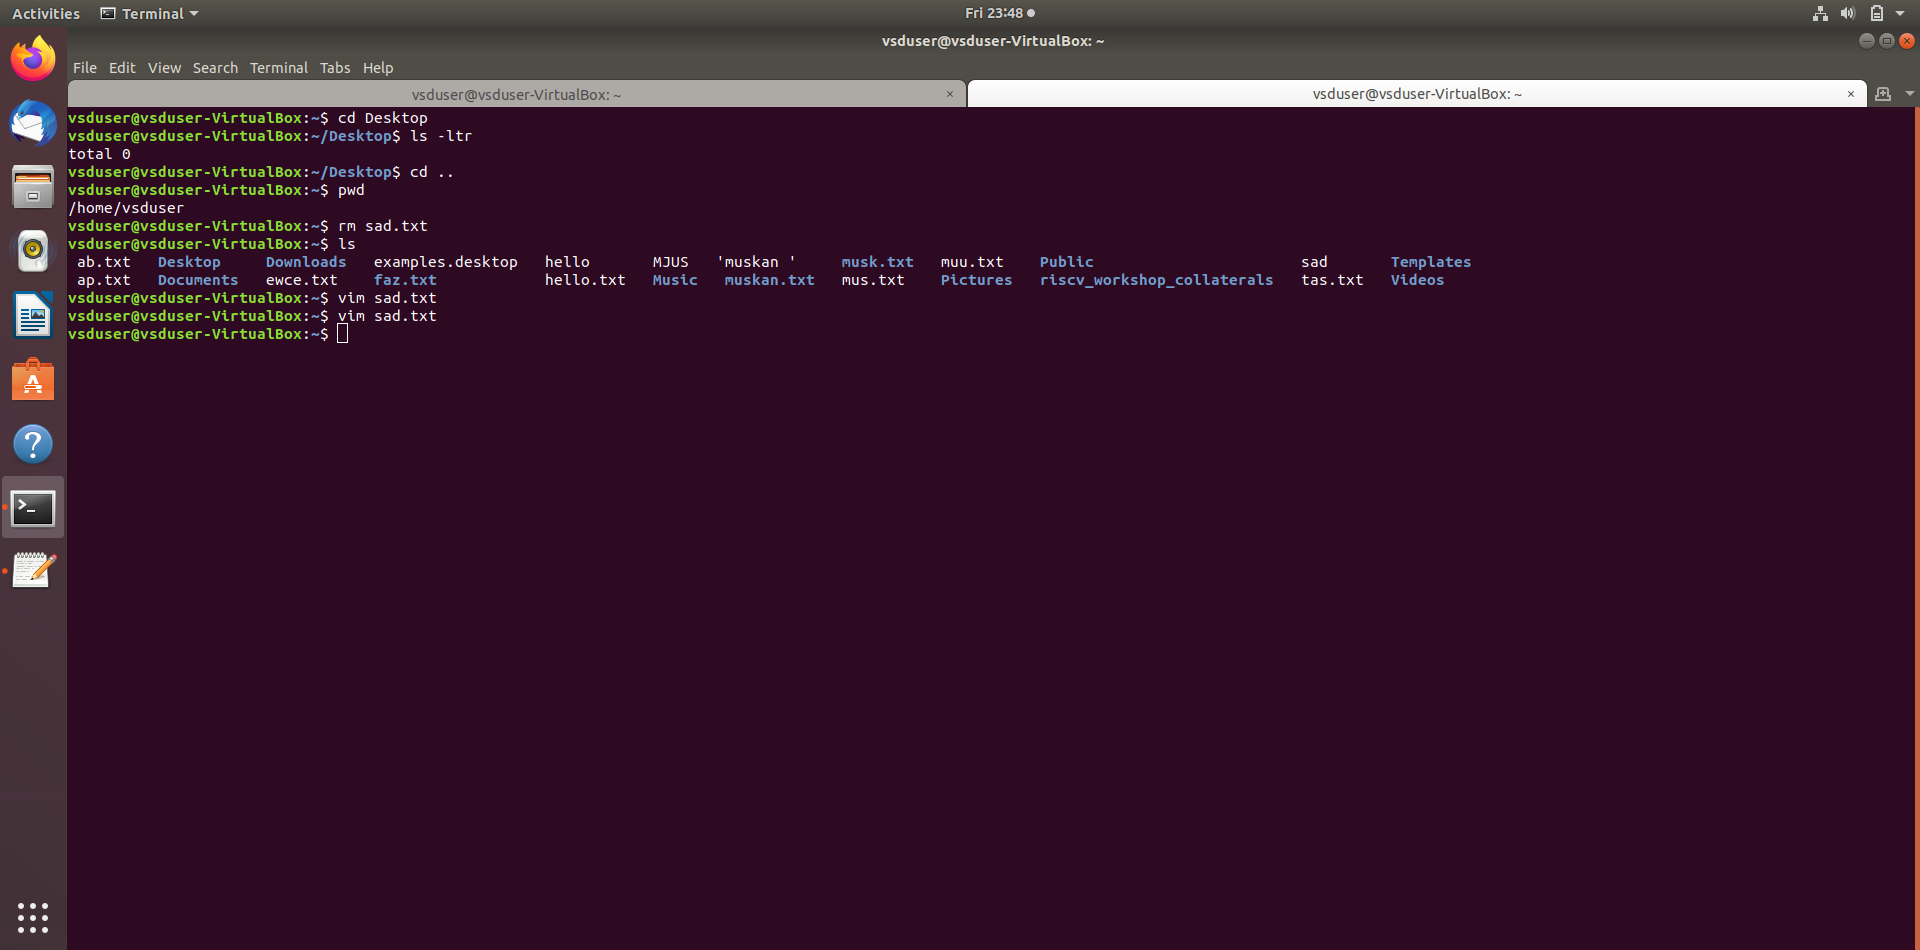 Activities Terminal Fri 23:48
vsduser@vsduser-VirtualBox: ~
File Edit View Search Terminal Tabs Help
vsduser@vsduser-VirtualBox: ~ × vsduser@vsduser-VirtualBox: ~ ×
vsduser@vsduser-VirtualBox:~$ cd Desktop
vsduser@vsduser-VirtualBox:~/Desktop$ ls -ltr
total 0
vsduser@vsduser-VirtualBox:~/Desktop$ cd ..
vsduser@vsduser-VirtualBox:~$ pwd
/home/vsduser
vsduser@vsduser-VirtualBox:~$ rm sad.txt
vsduser@vsduser-VirtualBox:~$ ls
ab.txt Desktop Downloads examples.desktop hello MJUS 'muskan ' musk.txt muu.txt Public sad Templates
ap.txt Documents ewce.txt faz.txt hello.txt Music muskan.txt mus.txt Pictures riscv_workshop_collaterals tas.txt Videos
vsduser@vsduser-VirtualBox:~$ vim sad.txt
vsduser@vsduser-VirtualBox:~$ vim sad.txt
vsduser@vsduser-VirtualBox:~$